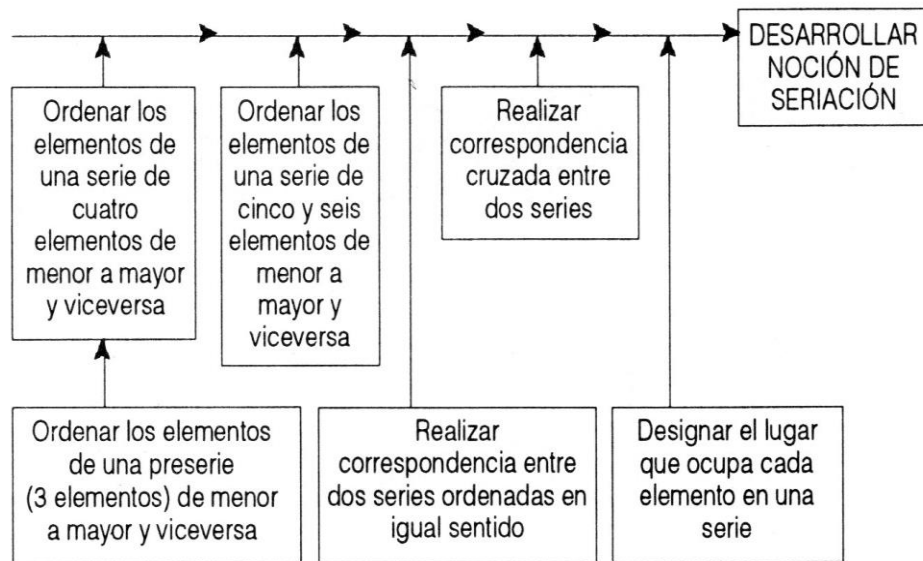 DESARROLLAR
NOCIÓN DE
SERIACIÓN
Ordenar los
elementos de
una serie de
cuatro
elementos de
menor a mayor
y viceversa
Ordenar los
elementos de
una serie de
cinco y seis
elementos de
menor a
mayor y
viceversa
Realizar
correspondencia
cruzada entre
dos series
Ordenar los elementos
de una preserie
(3 elementos) de menor
a mayor y viceversa
Realizar
correspondencia entre
dos series ordenadas en
igual sentido
Designar el lugar
que ocupa cada
elemento en una
serie